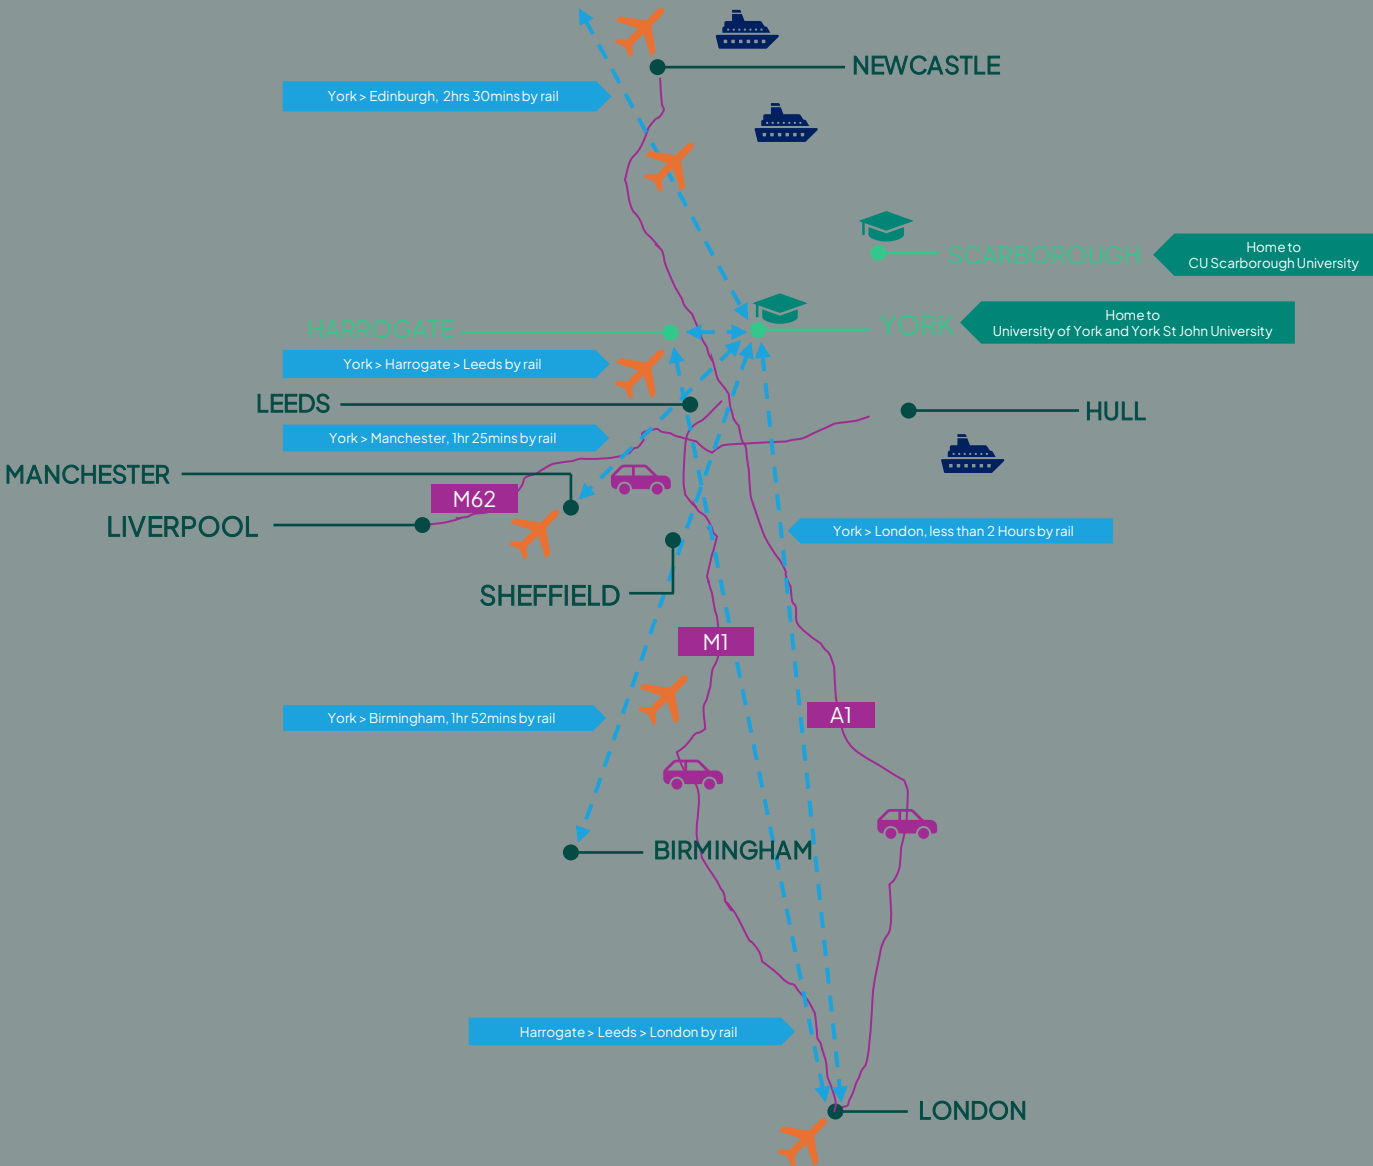 NEWCASTLE
York > Edinburgh, 2hrs 30mins by rail
SCARBOROUGH
Home to
CU Scarborough University
HARROGATE
YORK
Home to
University of York and York St John University
York > Harrogate > Leeds by rail
LEEDS
HULL
York > Manchester, 1hr 25mins by rail
MANCHESTER
M62
LIVERPOOL
York > London, less than 2 Hours by rail
SHEFFIELD
M1
York > Birmingham, 1hr 52mins by rail
A1
BIRMINGHAM
Harrogate > Leeds > London by rail
LONDON